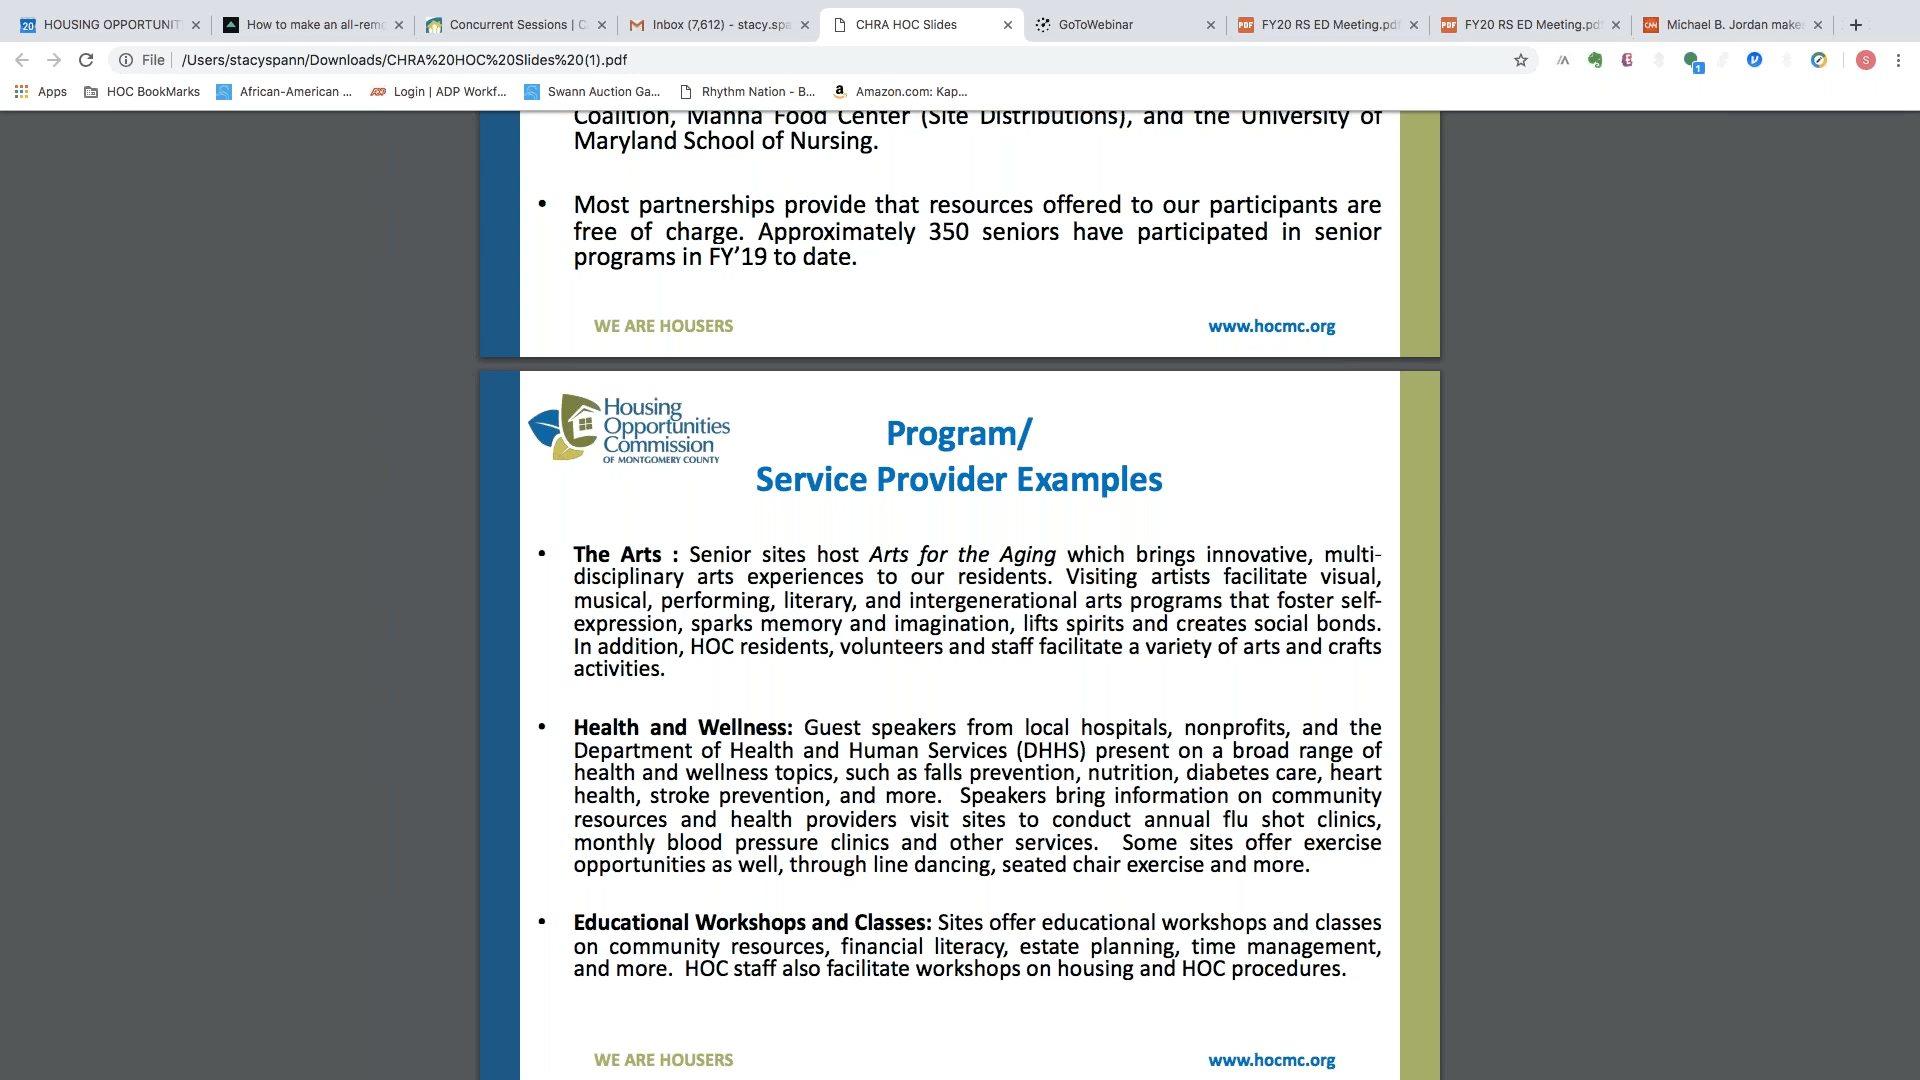 HOUSING OPPORTUNIT
How to make an all-remo
Concurrent Sessions | C
Inbox (7,612) - stacy.spa
CHRA HOC Slides
GoToWebinar
FY20 RS ED Meeting.pdf
FY20 RS ED Meeting.pdf
Michael B. Jordan make
File
/Users/stacyspann/Downloads/CHRA%20HOC%20Slides%20(1).pdf
Apps
HOC BookMarks
African-American ...
Login | ADP Workf...
Swann Auction Ga...
Rhythm Nation - B...
Amazon.com: Kap...
Coalition, Manna Food Center (Site Distributions), and the University of
Maryland School of Nursing.
• Most partnerships provide that resources offered to our participants are
free of charge. Approximately 350 seniors have participated in senior
programs in FY’19 to date.
WE ARE HOUSERS
www.hocmc.org
Housing
Opportunities
Commission
OF MONTGOMERY COUNTY
Program/
Service Provider Examples
• The Arts : Senior sites host Arts for the Aging which brings innovative, multi-
disciplinary arts experiences to our residents. Visiting artists facilitate visual,
musical, performing, literary, and intergenerational arts programs that foster self-
expression, sparks memory and imagination, lifts spirits and creates social bonds.
In addition, HOC residents, volunteers and staff facilitate a variety of arts and crafts
activities.
• Health and Wellness: Guest speakers from local hospitals, nonprofits, and the
Department of Health and Human Services (DHHS) present on a broad range of
health and wellness topics, such as falls prevention, nutrition, diabetes care, heart
health, stroke prevention, and more. Speakers bring information on community
resources and health providers visit sites to conduct annual flu shot clinics,
monthly blood pressure clinics and other services. Some sites offer exercise
opportunities as well, through line dancing, seated chair exercise and more.
• Educational Workshops and Classes: Sites offer educational workshops and classes
on community resources, financial literacy, estate planning, time management,
and more. HOC staff also facilitate workshops on housing and HOC procedures.
WE ARE HOUSERS
www.hocmc.org